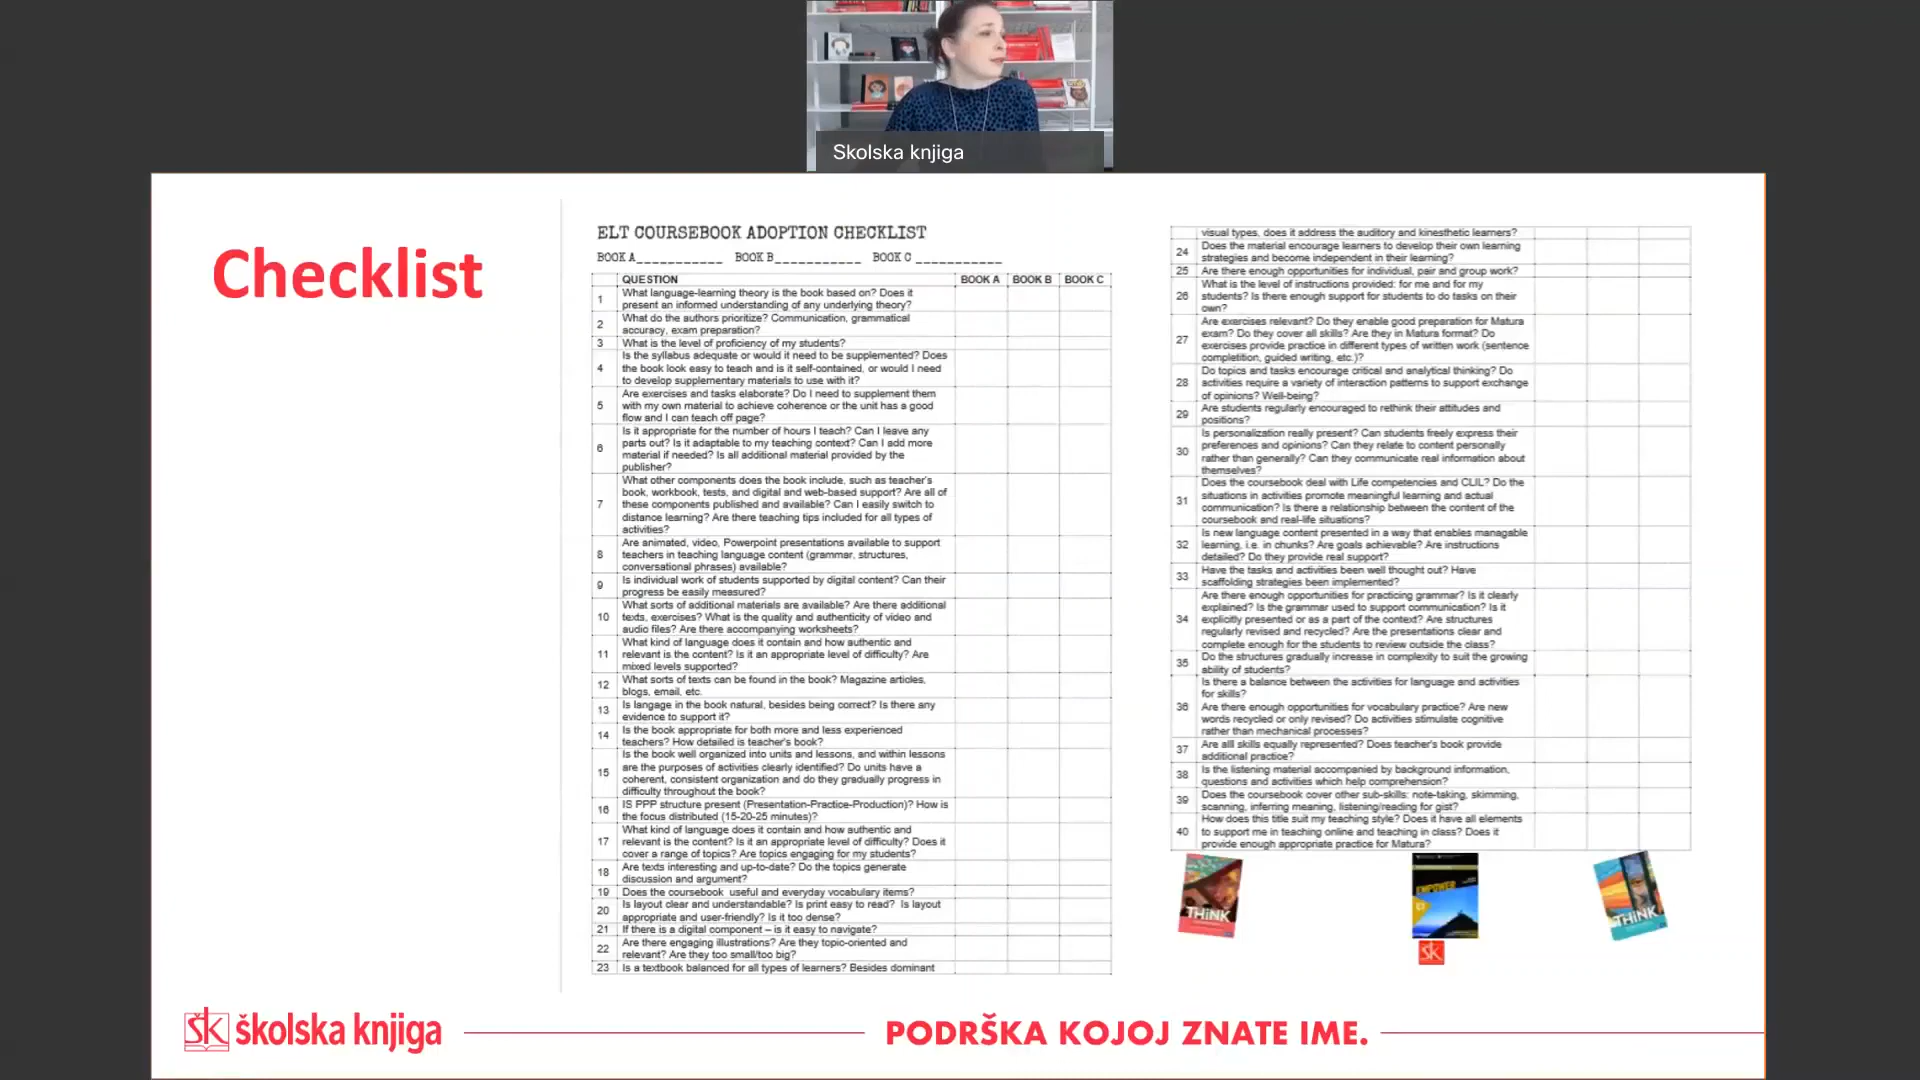 Skolska knjiga
Checklist
ELT COURSEBOOK ADOPTION CHECKLIST
BOOK A___________ BOOK B___________ BOOK C ___________
QUESTION BOOK A BOOK B BOOK C
1 What language-learning theory is the book based on? Does it
present an informed understanding of any underlying theory?
2 What do the authors prioritize? Communication, grammatical
accuracy, exam preparation?
3 What is the level of proficiency of my students?
4 Is the syllabus adequate or would it need to be supplemented? Does
the book look easy to teach and is it self-contained, or would I need
to develop supplementary materials to use with it?
5 Are exercises and tasks elaborate? Do I need to supplement them
with my own material to achieve coherence or the unit has a good
flow and I can teach off page?
6 Is it appropriate for the number of hours I teach? Can I leave any
parts out? Is it adaptable to my teaching context? Can I add more
material if needed? Is all additional material provided by the
publisher?
7 What other components does the book include, such as teacher's
book, workbook, tests, and digital and web-based support? Are all of
these components published and available? Can I easily switch to
distance learning? Are there teaching tips included for all types of
activities?
8 Are animated, video, Powerpoint presentations available to support
teachers in teaching language content (grammar, structures,
conversational phrases) available?
9 Is individual work of students supported by digital content? Can their
progress be easily measured?
10 What sorts of additional materials are available? Are there additional
texts, exercises? What is the quality and authenticity of video and
audio files? Are there accompanying worksheets?
11 What kind of language does it contain and how authentic and
relevant is the content? Is it an appropriate level of difficulty? Are
mixed levels supported?
12 What sorts of texts can be found in the book? Magazine articles,
blogs, email, etc.
13 Is langage in the book natural, besides being correct? Is there any
evidence to support it?
14 Is the book appropriate for both more and less experienced
teachers? How detailed is teacher's book?
15 Is the book well organized into units and lessons, and within lessons
are the purposes of activities clearly identified? Do units have a
coherent, consistent organization and do they gradually progress in
difficulty throughout the book?
16 IS PPP structure present (Presentation-Practice-Production)? How is
the focus distributed (15-20-25 minutes)?
17 What kind of language does it contain and how authentic and
relevant is the content? Is it an appropriate level of difficulty? Does it
cover a range of topics? Are topics engaging for my students?
18 Are texts interesting and up-to-date? Do the topics generate
discussion and argument?
19 Does the coursebook useful and everyday vocabulary items?
20 Is layout clear and understandable? Is print easy to read? Is layout
appropriate and user-friendly? Is it too dense?
21 If there is a digital component – is it easy to navigate?
22 Are there engaging illustrations? Are they topic-oriented and
relevant? Are they too small/too big?
23 Is a textbook balanced for all types of learners? Besides dominant
visual types, does it address the auditory and kinesthetic learners?
24 Does the material encourage learners to develop their own learning
strategies and become independent in their learning?
25 Are there enough opportunities for individual, pair and group work?
26 What is the level of instructions provided: for me and for my
students? Is there enough support for students to do tasks on their
own?
27 Are exercises relevant? Do they enable good preparation for Matura
exam? Do they cover all skills? Are they in Matura format? Do
exercises provide practice in different types of written work (sentence
completition, guided writing, etc.)?
28 Do topics and tasks encourage critical and analytical thinking? Do
activities require a variety of interaction patterns to support exchange
of opinions? Well-being?
29 Are students regularly encouraged to rethink their attitudes and
positions?
30 Is personalization really present? Can students freely express their
preferences and opinions? Can they relate to content personally
rather than generally? Can they communicate real information about
themselves?
31 Does the coursebook deal with Life competencies and CLIL? Do the
situations in activities promote meaningful learning and actual
communication? Is there a relationship between the content of the
coursebook and real-life situations?
32 Is new language content presented in a way that enables managable
learning, i.e. in chunks? Are goals achievable? Are instructions
detailed? Do they provide real support?
33 Have the tasks and activities been well thought out? Have
scaffolding strategies been implemented?
34 Are there enough opportunities for practicing grammar? Is it clearly
explained? Is the grammar used to support communication? Is it
explicitly presented or as a part of the context? Are structures
regularly revised and recycled? Are the presentations clear and
complete enough for the students to review outside the class?
35 Do the structures gradually increase in complexity to suit the growing
ability of students?
Is there a balance between the activities for language and activities
for skills?
36 Are there enough opportunities for vocabulary practice? Are new
words recycled or only revised? Do activities stimulate cognitive
rather than mechanical processes?
37 Are alll skills equally represented? Does teacher's book provide
additional practice?
38 Is the listening material accompanied by background information,
questions and activities which help comprehension?
39 Does the coursebook cover other sub-skills: note-taking, skimming,
scanning, inferring meaning, listening/reading for gist?
40 How does this title suit my teaching style? Does it have all elements
to support me in teaching online and teaching in class? Does it
provide enough appropriate practice for Matura?
THiNK
EMPOWER
THiNK
ŠK
ŠK školska knjiga
PODRŠKA KOJOJ ZNATE IME.